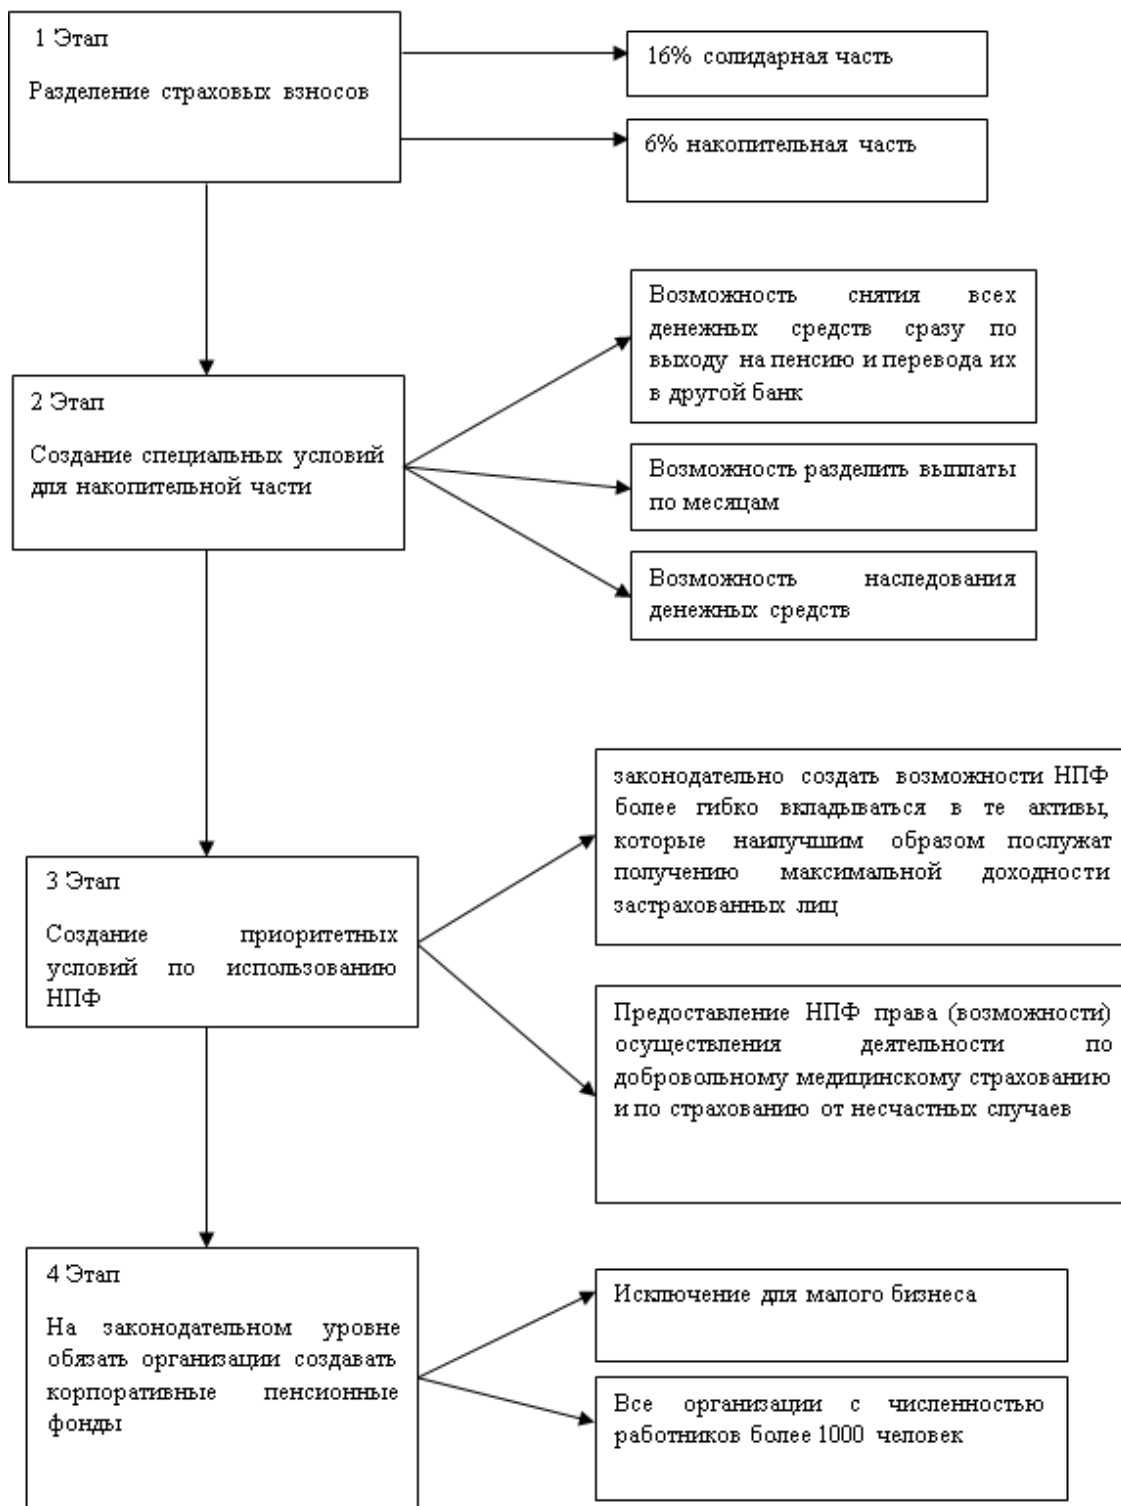 1 Этап
Разделение страховых взносов
16% солидарная часть
6% накопительная часть
2 Этап
Создание специальных условий
для накопительной части
Возможность снятия всех
денежных средств сразу по
выходу на пенсию и перевода их
в другой банк
Возможность разделить выплаты
по месяцам
Возможность наследования
денежных средств
3 Этап
Создание приоритетных
условий по использованию
НПФ
законодательно создать возможности НПФ
более гибко вкладываться в те активы,
которые наилучшим образом послужат
получению максимальной доходности
застрахованных лиц
Предоставление НПФ права (возможности)
осуществления деятельности по
добровольному медицинскому страхованию
и по страхованию от несчастных случаев
4 Этап
На законодательном уровне
обязать организации создавать
корпоративные пенсионные
фонды
Исключение для малого бизнеса
Все организации с численностью
работников более 1000 человек